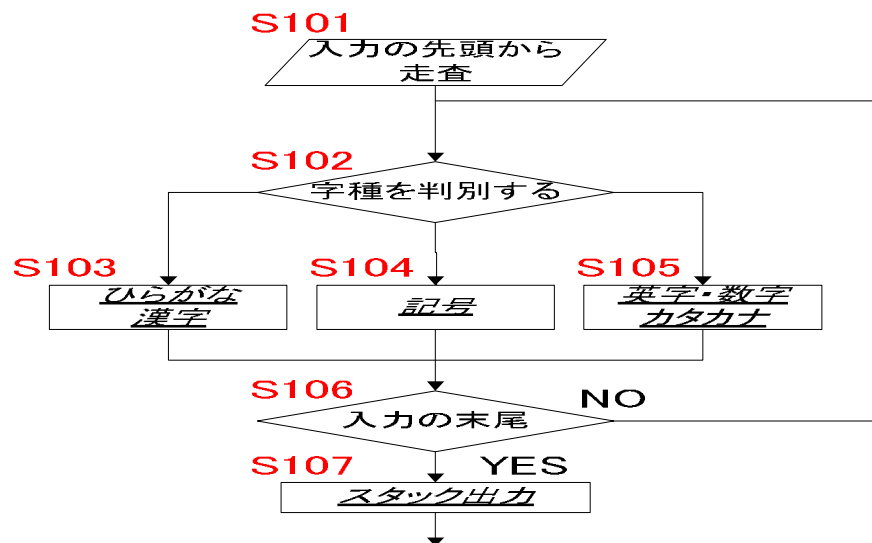 S101
入力の先頭から
走査
S102
字種を判別する
S103
ひらがな
漢字
S104
記号
S105
英字・数字
カタカナ
S106
入力の末尾
NO
S107
YES
スタック出力